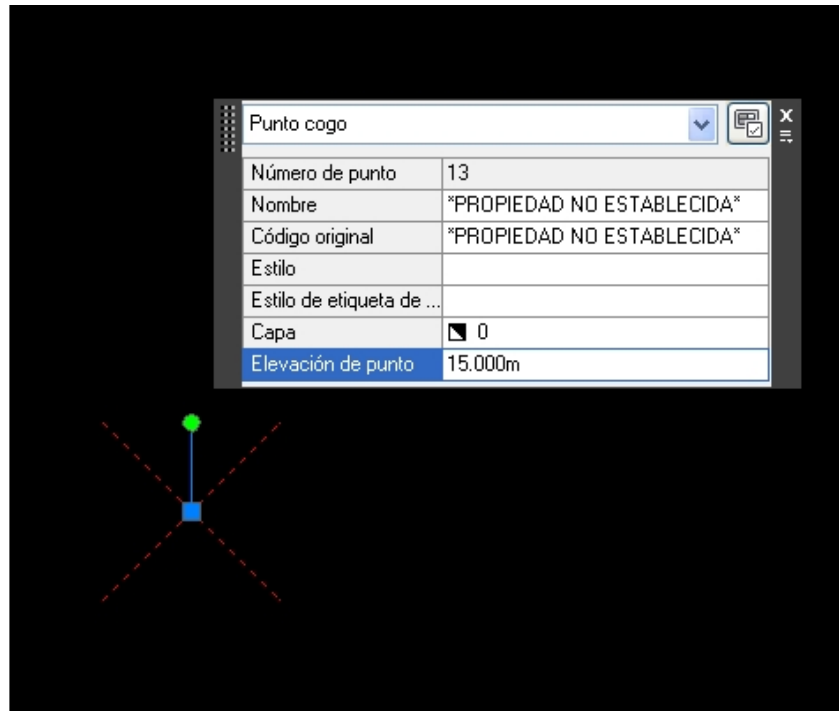 Punto cogo
Número de punto 13
Nombre *PROPIEDAD NO ESTABLECIDA*
Código original *PROPIEDAD NO ESTABLECIDA*
Estilo
Estilo de etiqueta de ...
Capa 0
Elevación de punto 15.000m